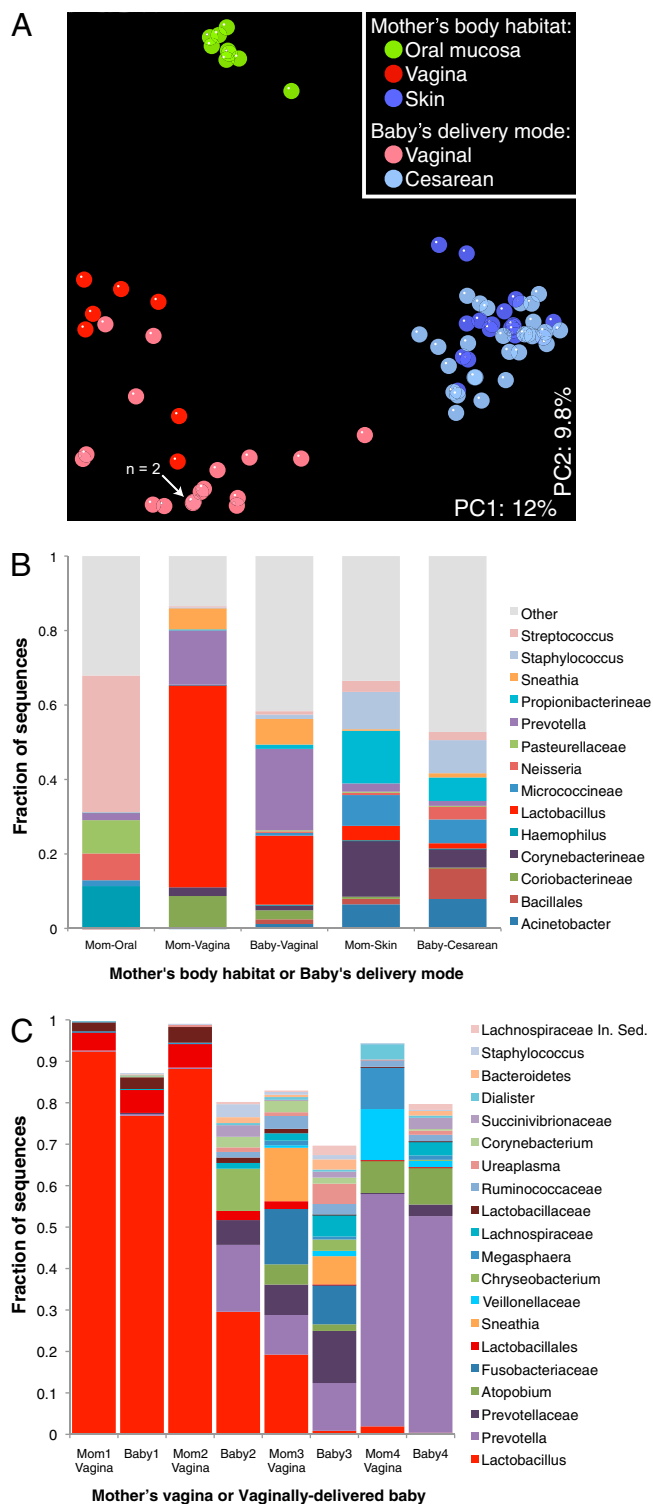 A
Mother's body habitat:
Oral mucosa
Vagina
Skin
Baby's delivery mode:
Vaginal
Cesarean
n = 2
PC2: 9.8%
PC1: 12%
B
Fraction of sequences
1
0.8
0.6
0.4
0.2
0
Mom-Oral
Mom-Vagina
Baby-Vaginal
Mom-Skin
Baby-Cesarean
Mother's body habitat or Baby's delivery mode
Other
Streptococcus
Staphylococcus
Sneathia
Propionibacterineae
Prevotella
Pasteurellaceae
Neisseria
Micrococcineae
Lactobacillus
Haemophilus
Corynebacterineae
Coriobacterineae
Bacillales
Acinetobacter
C
Fraction of sequences
1
0.9
0.8
0.7
0.6
0.5
0.4
0.3
0.2
0.1
0
Mom1 Vagina
Baby1
Mom2 Vagina
Baby2
Mom3 Vagina
Baby3
Mom4 Vagina
Baby4
Mother's vagina or Vaginally-delivered baby
Lachnospiraceae In. Sed.
Staphylococcus
Bacteroidetes
Dialister
Succinivibrionaceae
Corynebacterium
Ureaplasma
Ruminococcaceae
Lactobacillaceae
Lachnospiraceae
Megasphaera
Chryseobacterium
Veillonellaceae
Sneathia
Lactobacillales
Fusobacteriaceae
Atopobium
Prevotellaceae
Prevotella
Lactobacillus